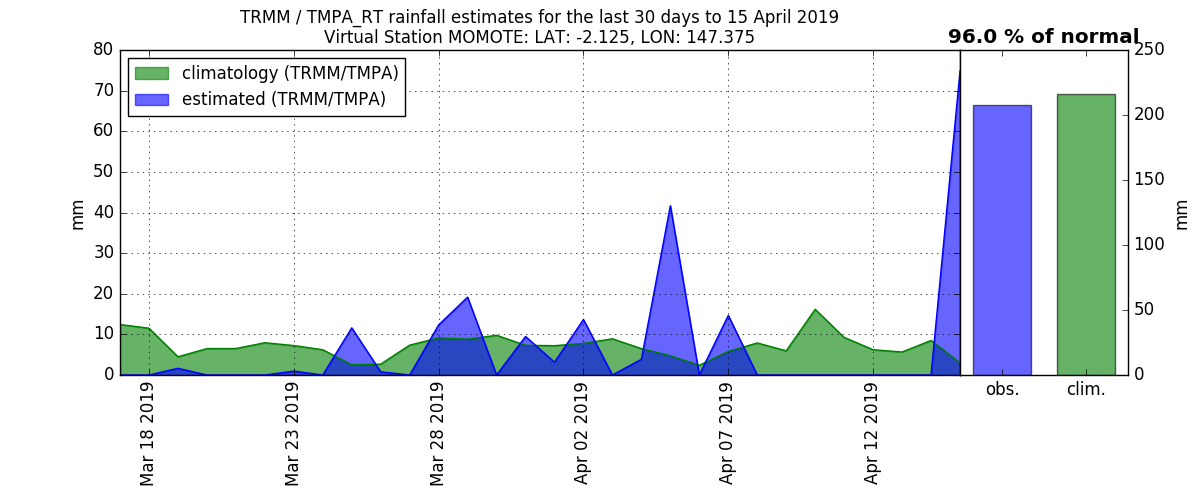 TRMM / TMPA_RT rainfall estimates for the last 30 days to 15 April 2019
Virtual Station MOMOTE: LAT: -2.125, LON: 147.375
96.0 % of normal
climatology (TRMM/TMPA)
estimated (TRMM/TMPA)
mm
80
70
60
50
40
30
20
10
0
Mar 18 2019
Mar 23 2019
Mar 28 2019
Apr 02 2019
Apr 07 2019
Apr 12 2019
obs.
clim.
250
200
150
100
50
0
mm